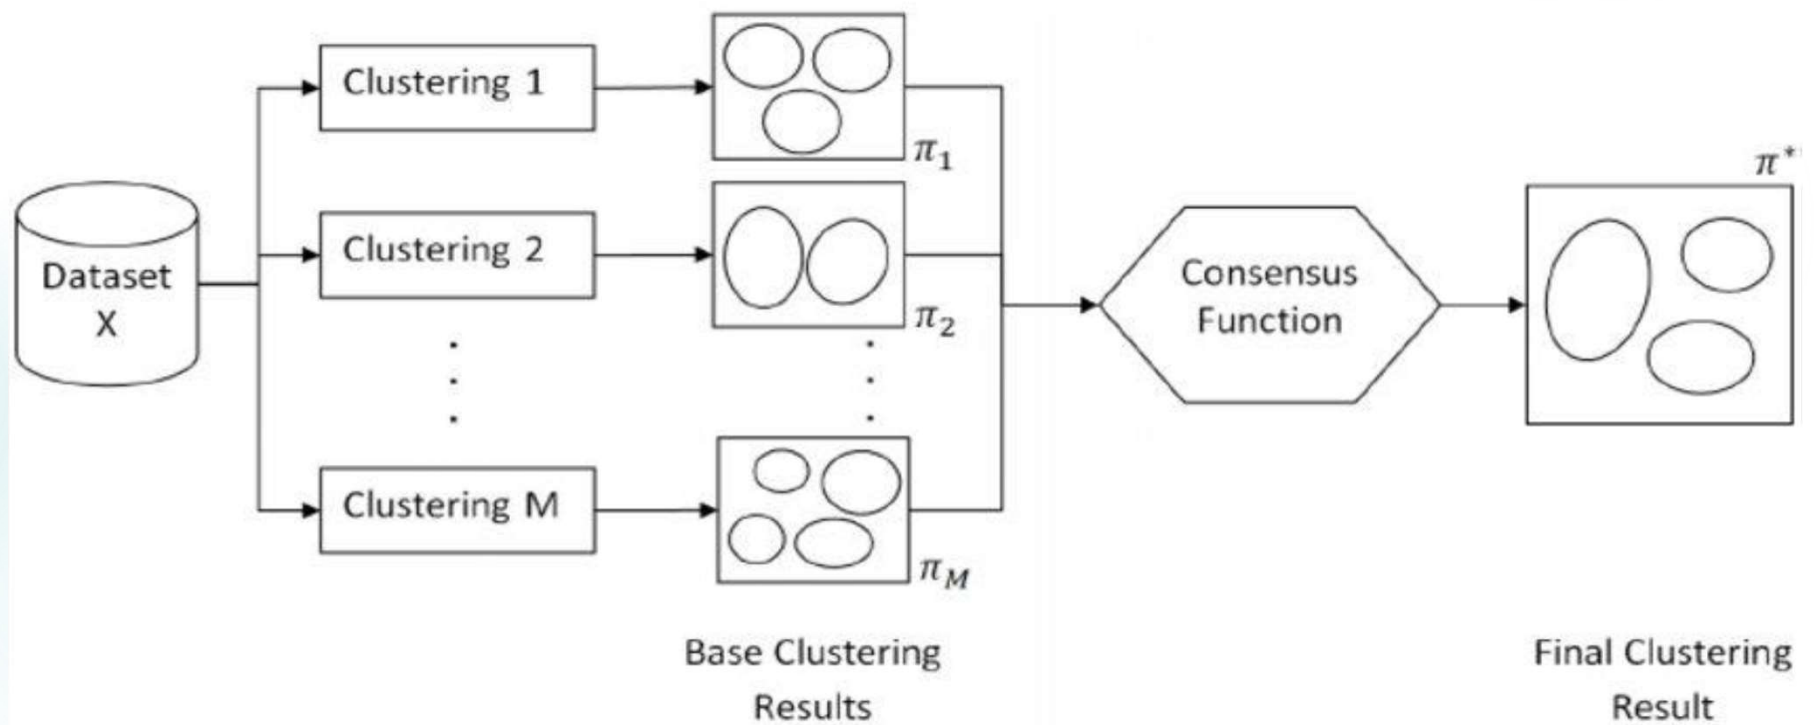 Clustering 1
π1
π*
Dataset
X
Clustering 2
π2
Consensus
Function
Clustering M
πM
Base Clustering
Results
Final Clustering
Result